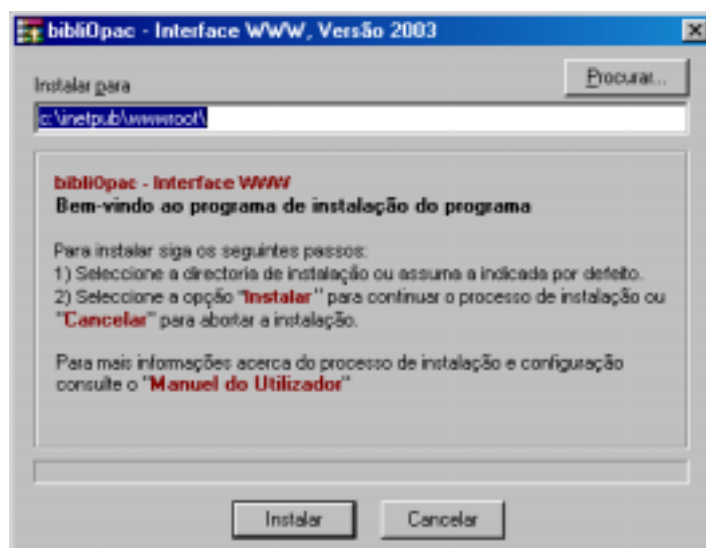 bibliOpac - Interface WWW, Versão 2003
Instalar para
Procurar...
c:\inetpub\wwwroot\
bibliOpac - Interface WWW
Bem-vindo ao programa de instalação do programa
Para instalar siga os seguintes passos:
1) Seleccione a directoria de instalação ou assuma a indicada por defeito.
2) Seleccione a opção "Instalar" para continuar o processo de instalação ou
"Cancelar" para abortar a instalação.
Para mais informações acerca do processo de instalação e configuração
consulte o "Manuel do Utilizador"
Instalar
Cancelar